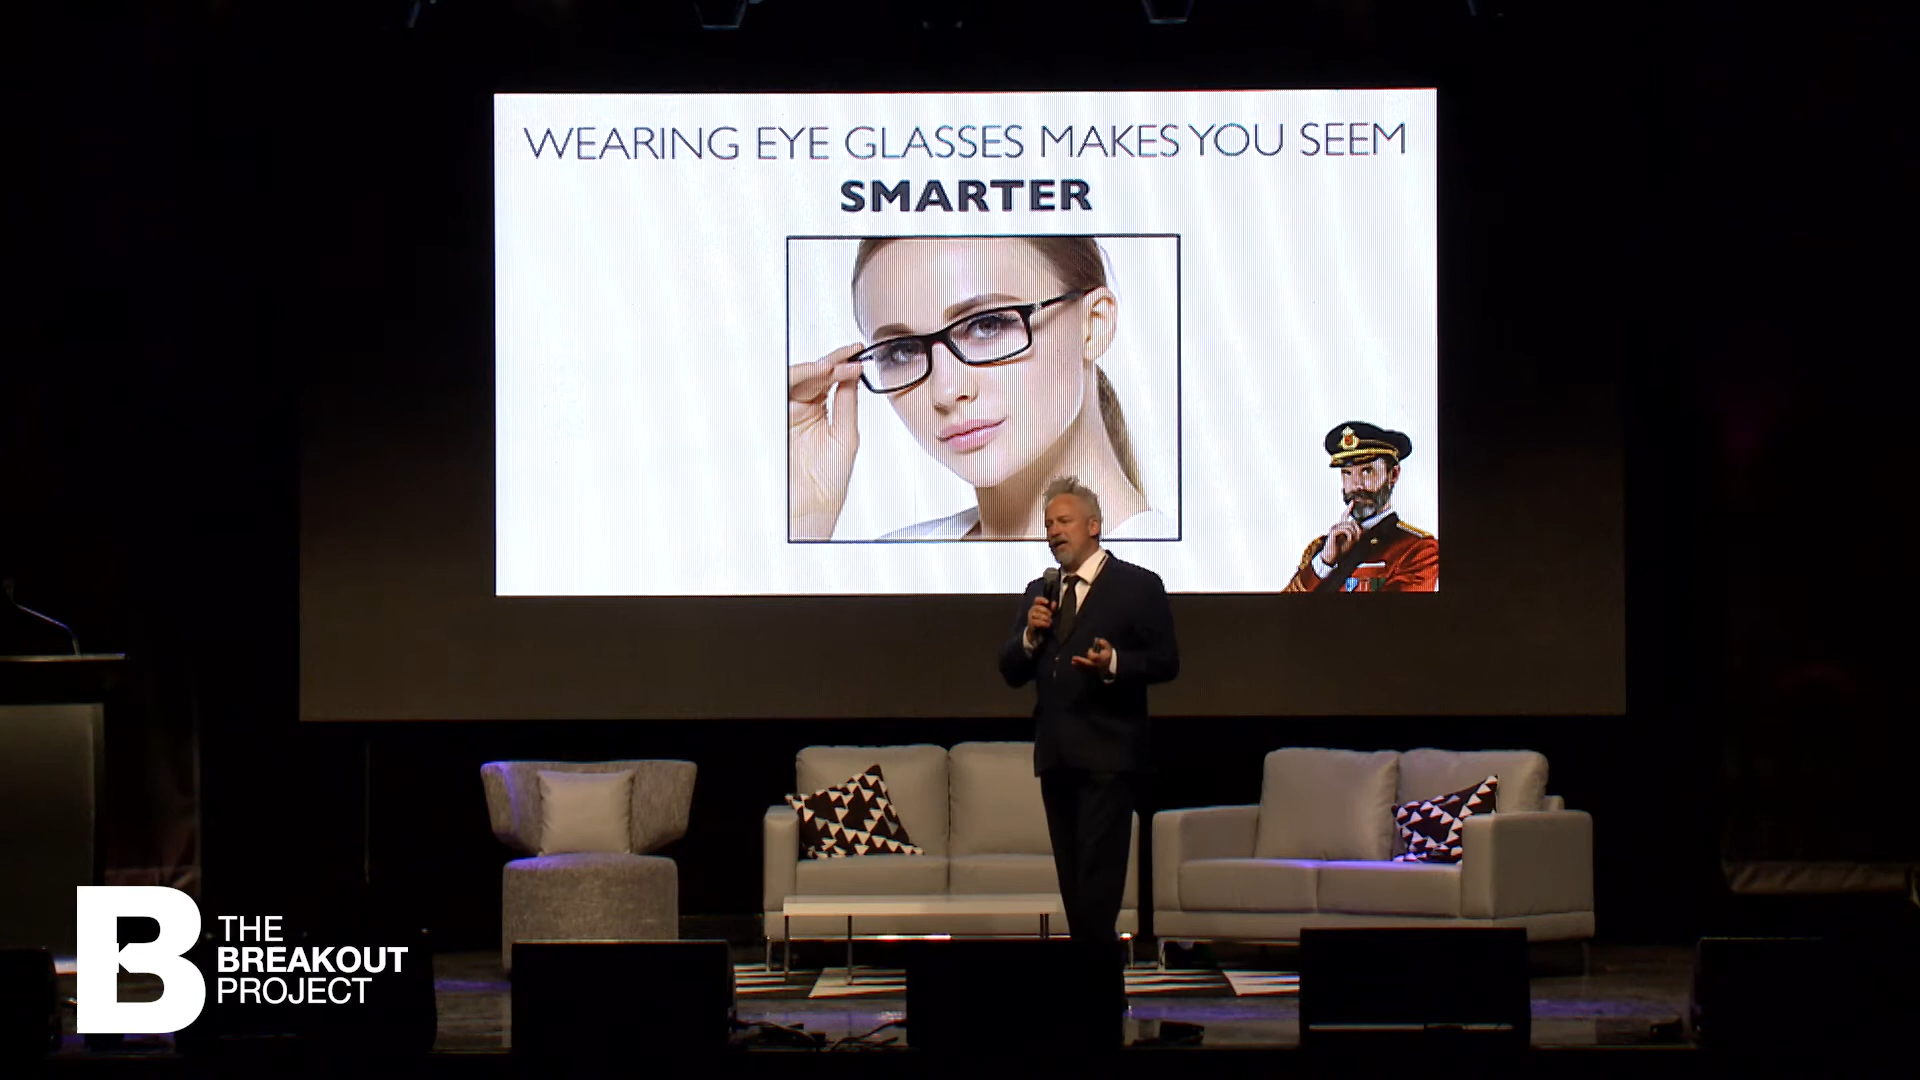 WEARING EYE GLASSES MAKES YOU SEEM
SMARTER
B
THE
BREAKOUT
PROJECT